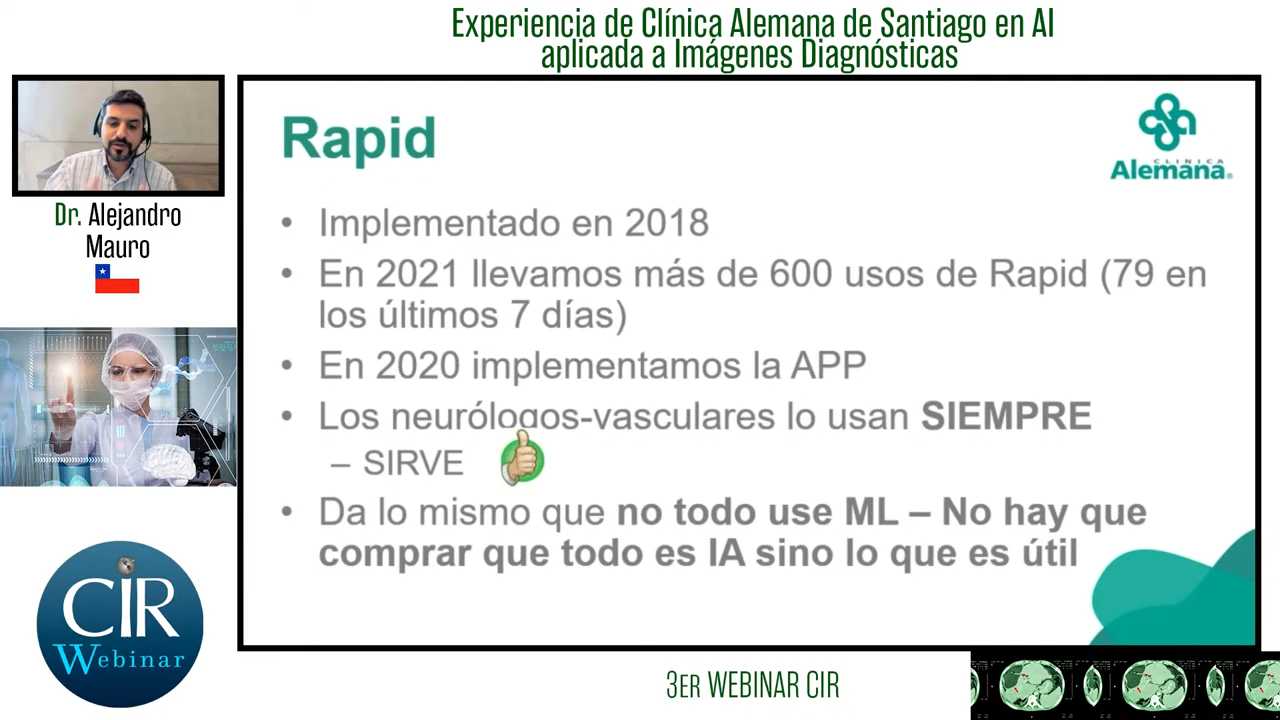 Experiencia de Clínica Alemana de Santiago en AI
aplicada a Imágenes Diagnósticas
Dr. Alejandro
Mauro
Rapid
CLINICA
Alemana®
• Implementado en 2018
• En 2021 llevamos más de 600 usos de Rapid (79 en
los últimos 7 días)
• En 2020 implementamos la APP
• Los neurólogos-vasculares lo usan SIEMPRE
– SIRVE
• Da lo mismo que no todo use ML – No hay que
comprar que todo es IA sino lo que es útil
CIR
Webinar
3ER WEBINAR CIR